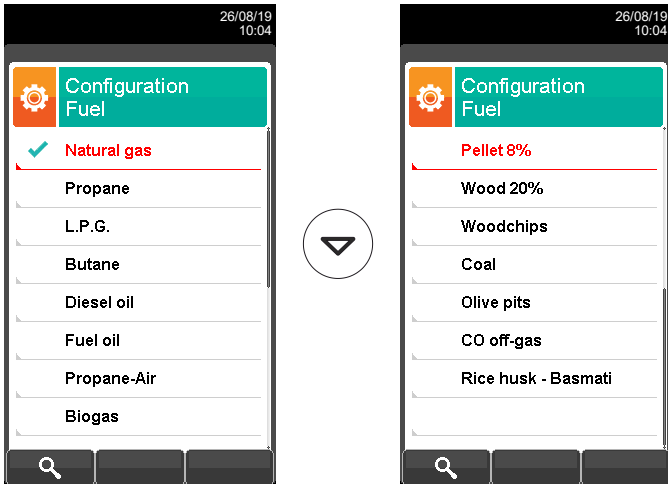 26/08/19
10:04
Configuration
Fuel
Natural gas
Propane
L.P.G.
Butane
Diesel oil
Fuel oil
Propane-Air
Biogas
26/08/19
10:04
Configuration
Fuel
Pellet 8%
Wood 20%
Woodchips
Coal
Olive pits
CO off-gas
Rice husk - Basmati